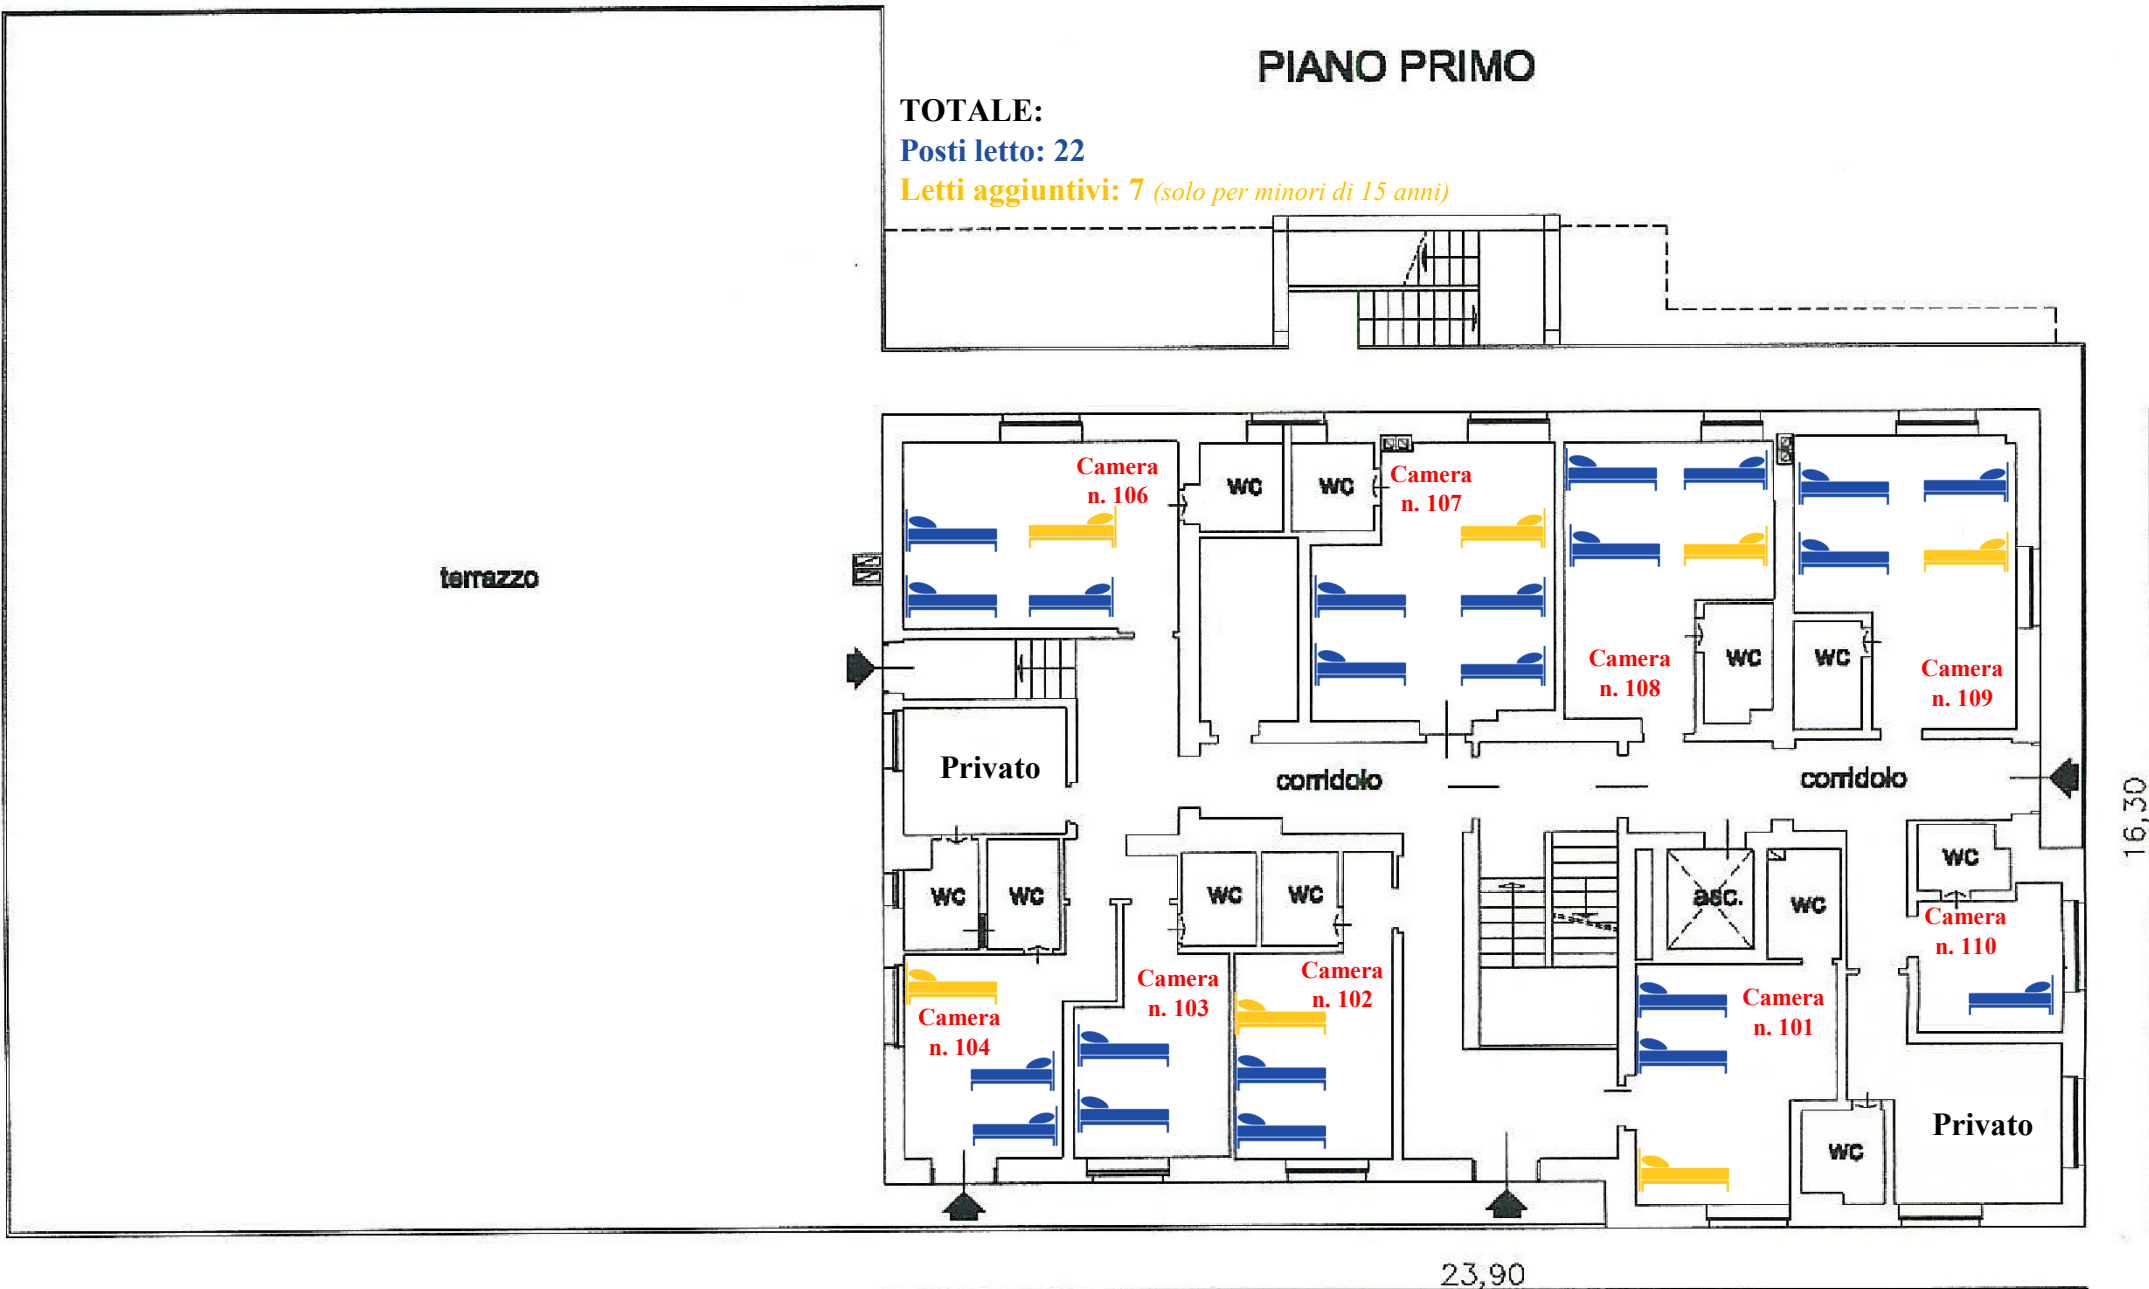 PIANO PRIMO
TOTALE:
Posti letto: 22
Letti aggiuntivi: 7 (solo per minori di 15 anni)
Camera
n. 106
wc
wc
Camera
n. 107
terrazzo
Camera
n. 108
wc
wc
Camera
n. 109
Privato
corridoio
corridoio
16,30
wc
wc
wc
wc
asc.
wc
wc
Camera
n. 110
Camera
n. 104
Camera
n. 103
Camera
n. 102
Camera
n. 101
Privato
wc
23,90